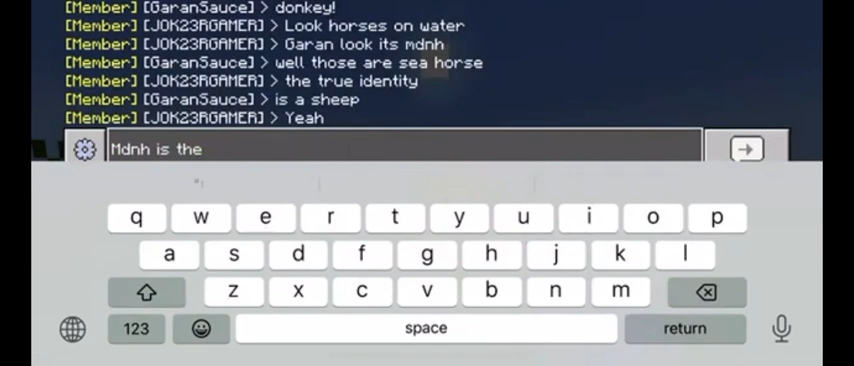 [Member] [GaranSauce] > donkey!
[Member] [JOK23RGAMER] > Look horses on water
[Member] [JOK23RGAMER] > Garan look its mdnh
[Member] [GaranSauce] > well those are sea horse
[Member] [JOK23RGAMER] > the true identity
[Member] [GaranSauce] > is a sheep
[Member] [JOK23RGAMER] > Yeah
Mdnh is the
q w e r t y u i o p
a s d f g h j k l
z x c v b n m
123 space return